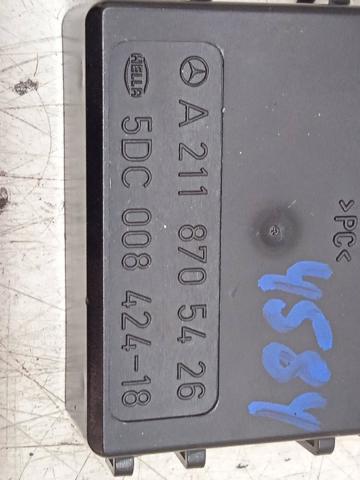 A 211 870 54 26
HELLA 5DC 008 424-18
>PC<
4584